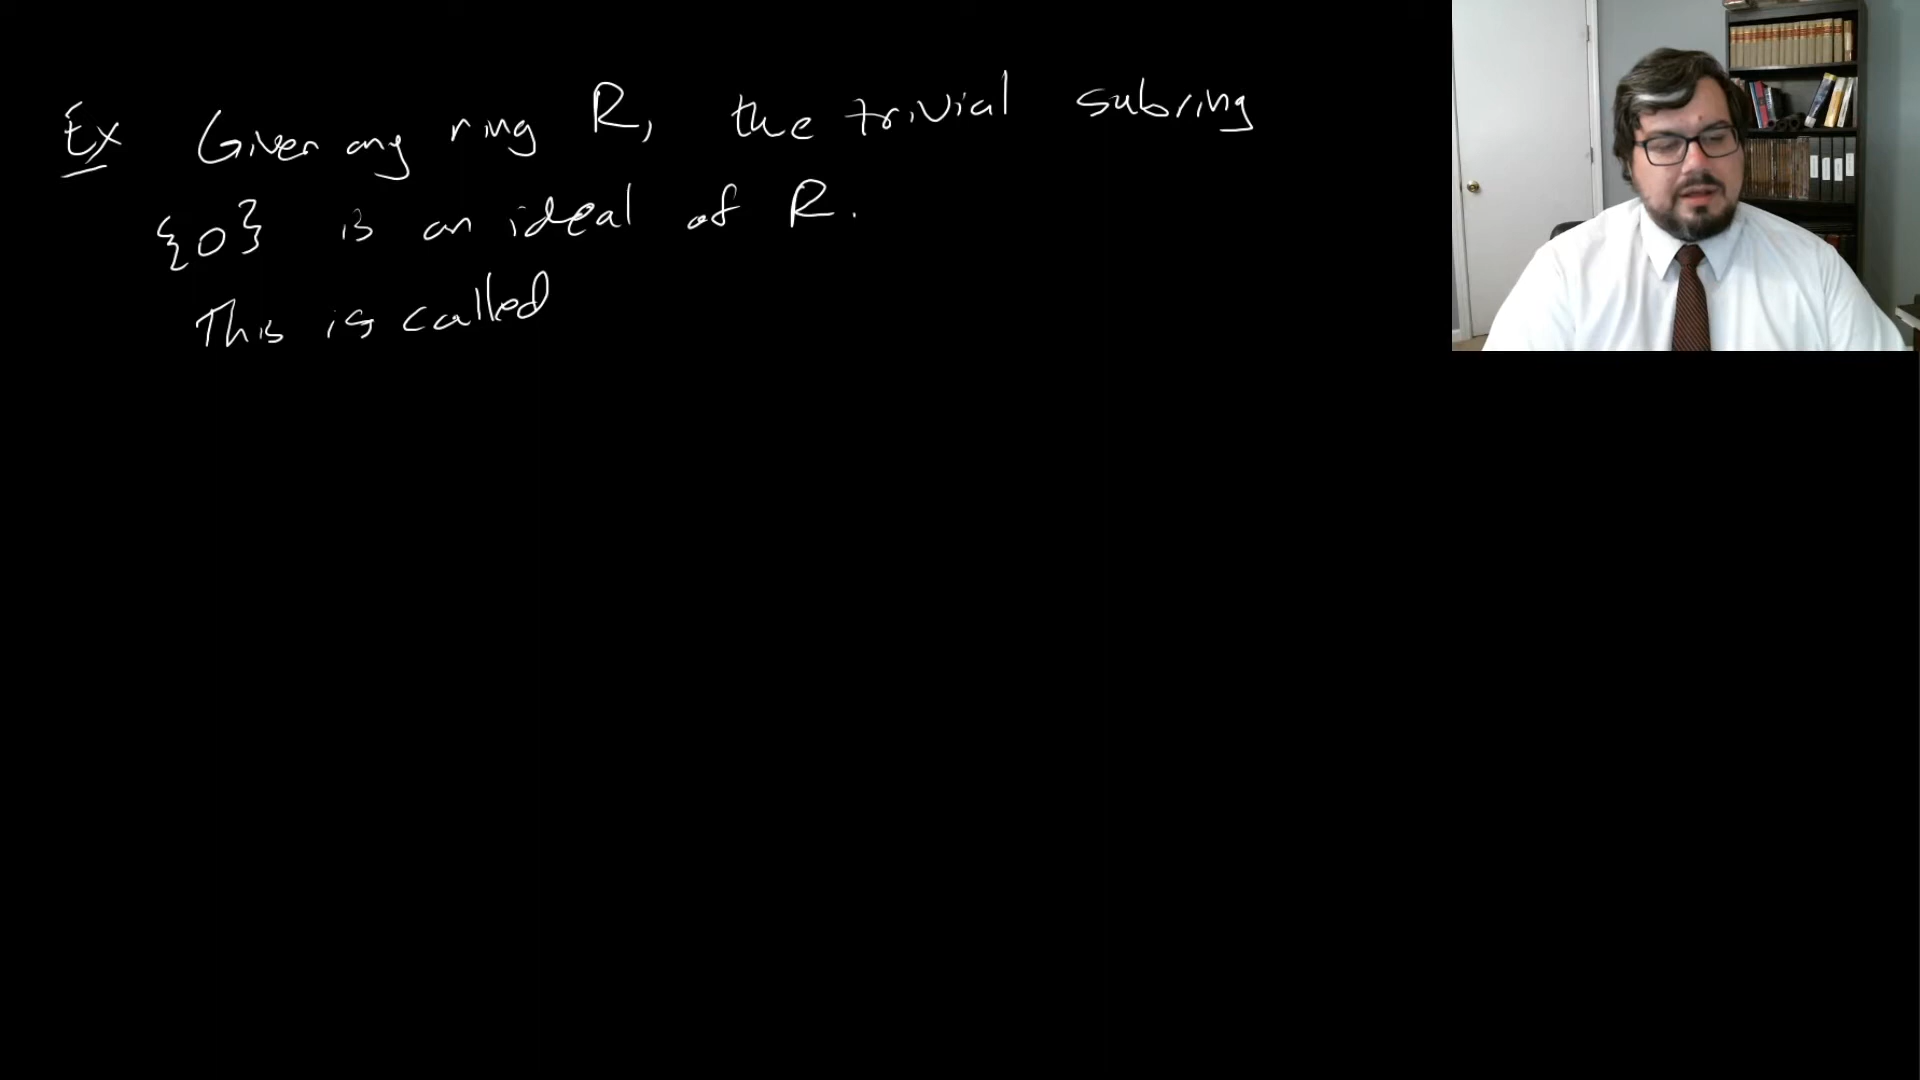 Ex Given any ring R, the trivial subring
{0} is an ideal of R.
This is called